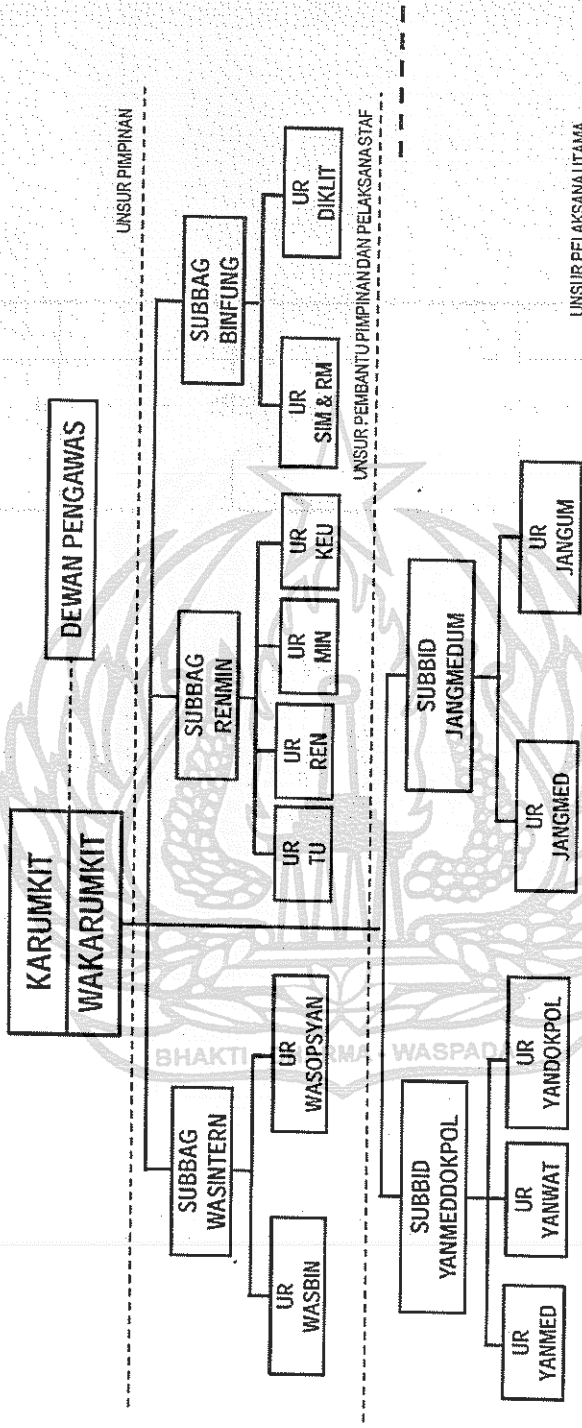 KARUMKIT
WAKARUMKIT
DEWAN PENGAWAS
UNSUR PIMPINAN
SUBBAG
WASINTERN
SUBBAG
RENMIN
SUBBAG
BINFUNG
UR
WASBIN
UR
WASOPSYAN
UR
TU
UR
REN
UR
MIN
UR
KEU
UR
SIM & RM
UR
DIKLIT
UNSUR PEMBANTU PIMPINAN DAN PELAKSANA STAF
SUBBID
YANMEDDOKPOL
SUBBID
JANGMEDUM
UR
YANMED
UR
YANWAT
UR
YANDOKPOL
UR
JANGMED
UR
JANGUM
UNSUR PELAKSANA UTAMA
BHAKTI - DHARMA - WASPADA